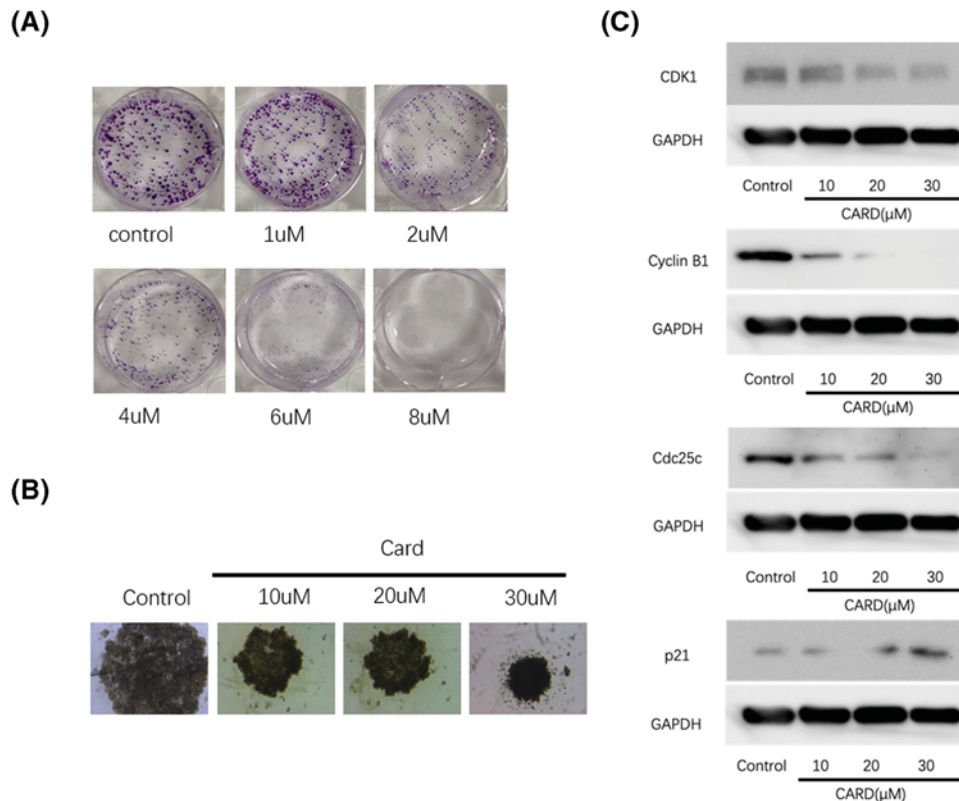 (A)
control 1uM 2uM
4uM 6uM 8uM
(B)
Card
Control 10uM 20uM 30uM
(C)
CDK1
GAPDH
Control 10 20 30
CARD(μM)
Cyclin B1
GAPDH
Control 10 20 30
CARD(μM)
Cdc25c
GAPDH
Control 10 20 30
CARD(μM)
p21
GAPDH
Control 10 20 30
CARD(μM)